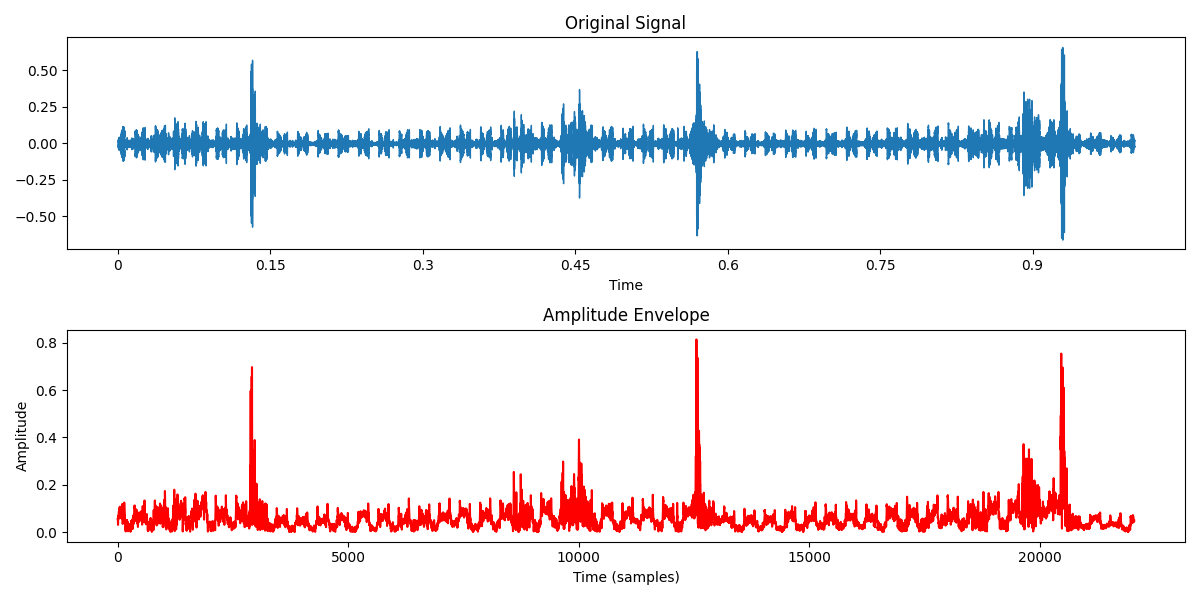 Original Signal
0.50
0.25
0.00
−0.25
−0.50
0 0.15 0.3 0.45 0.6 0.75 0.9
Time
Amplitude Envelope
0.8
0.6
0.4
0.2
0.0
Amplitude
0 5000 10000 15000 20000
Time (samples)